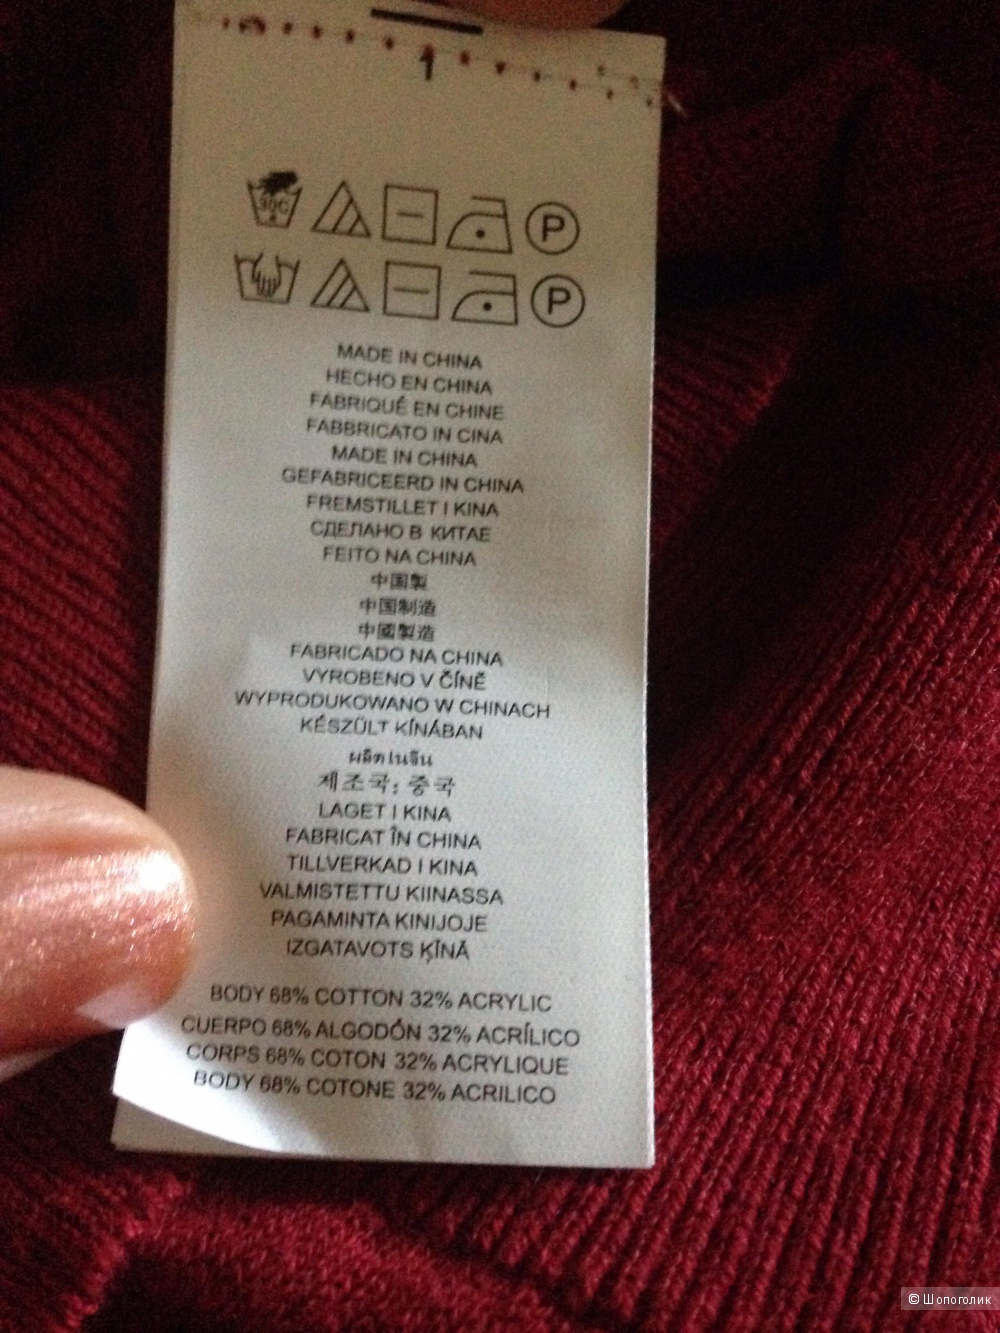 1
30C
P
P
MADE IN CHINA
HECHO EN CHINA
FABRIQUÉ EN CHINE
FABBRICATO IN CINA
MADE IN CHINA
GEFABRICEERD IN CHINA
FREMSTILLET I KINA
СДЕЛАНО В КИТАЕ
FEITO NA CHINA
中国製
中国制造
中國製造
FABRICADO NA CHINA
VYROBENO V ČÍNĚ
WYPRODUKOWANO W CHINACH
KÉSZÜLT KÍNÁBAN
ผลิตในจีน
제조국: 중국
LAGET I KINA
FABRICAT ÎN CHINA
TILLVERKAD I KINA
VALMISTETTU KIINASSA
PAGAMINTA KINIJOJE
IZGATAVOTS ĶĪNĀ
BODY 68% COTTON 32% ACRYLIC
CUERPO 68% ALGODÓN 32% ACRÍLICO
CORPS 68% COTON 32% ACRYLIQUE
BODY 68% COTONE 32% ACRILICO
© Шопоголик